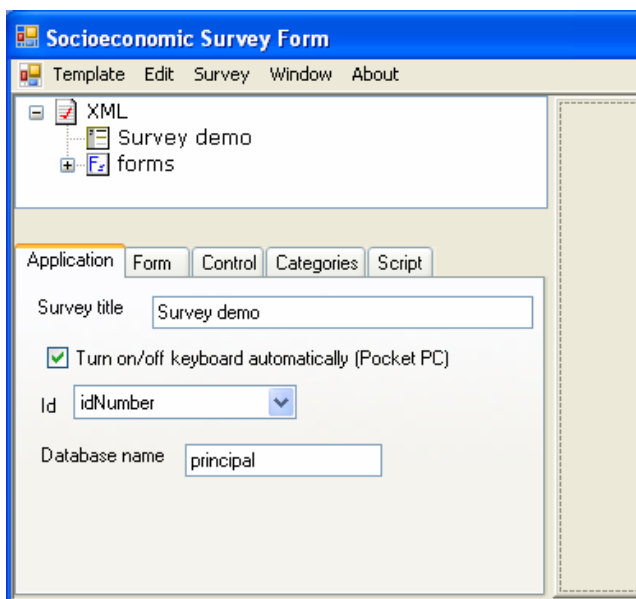 Socioeconomic Survey Form
Template Edit Survey Window About
XML
Survey demo
forms
Application Form Control Categories Script
Survey title Survey demo
Turn on/off keyboard automatically (Pocket PC)
Id idNumber
Database name principal